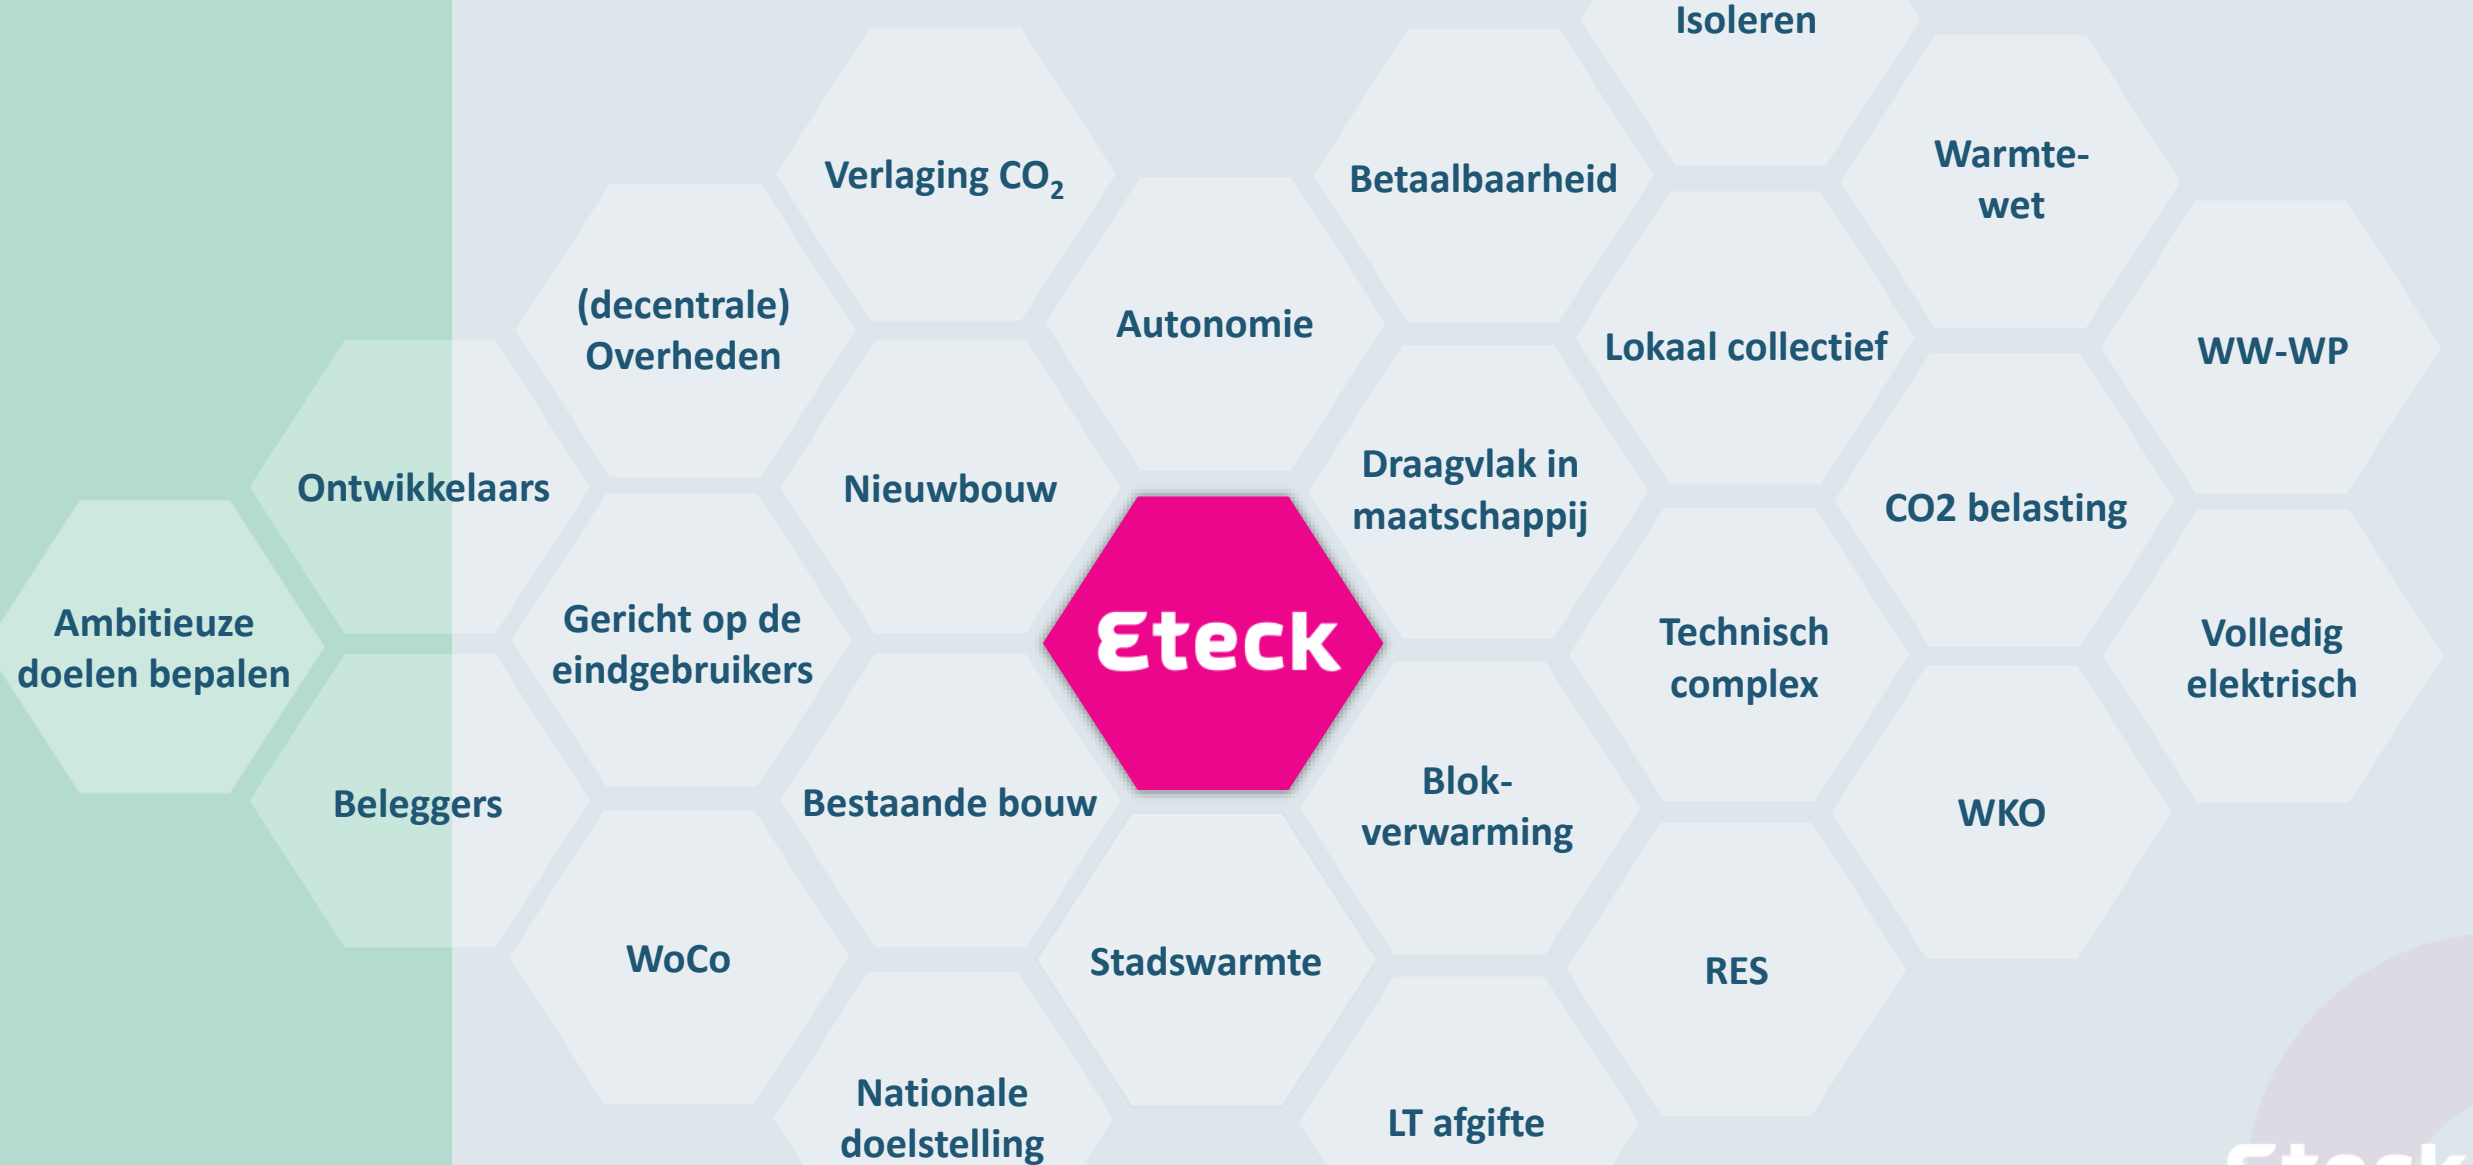 Isoleren
Verlaging CO₂
Betaalbaarheid
Warmte-
wet
(decentrale)
Overheden
Autonomie
Lokaal collectief
WW-WP
Ontwikkelaars
Nieuwbouw
Draagvlak in
maatschappij
CO2 belasting
Ambitieuze
doelen bepalen
Gericht op de
eindgebruikers
Eteck
Technisch
complex
Volledig
elektrisch
Beleggers
Bestaande bouw
Blok-
verwarming
WKO
WoCo
Stadswarmte
RES
Nationale
doelstelling
LT afgifte
Eteck